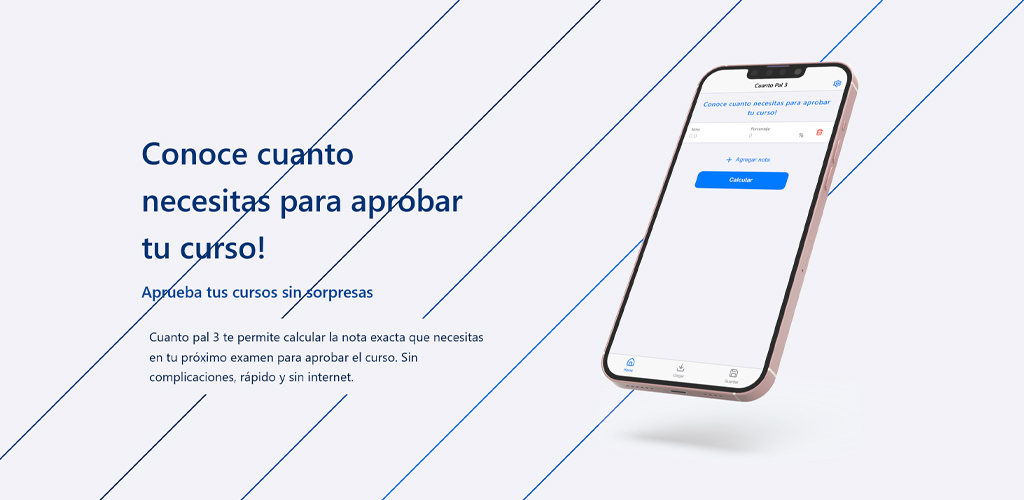 Conoce cuanto
necesitas para aprobar
tu curso!
Aprueba tus cursos sin sorpresas
Cuanto pal 3 te permite calcular la nota exacta que necesitas
en tu próximo examen para aprobar el curso. Sin
complicaciones, rápido y sin internet.
Cuanto Pal 3
Conoce cuanto necesitas para aprobar
tu curso!
Nota
Porcentaje
0.0
0
%
+ Agregar nota
Calcular
Home
Cargar
Guardar